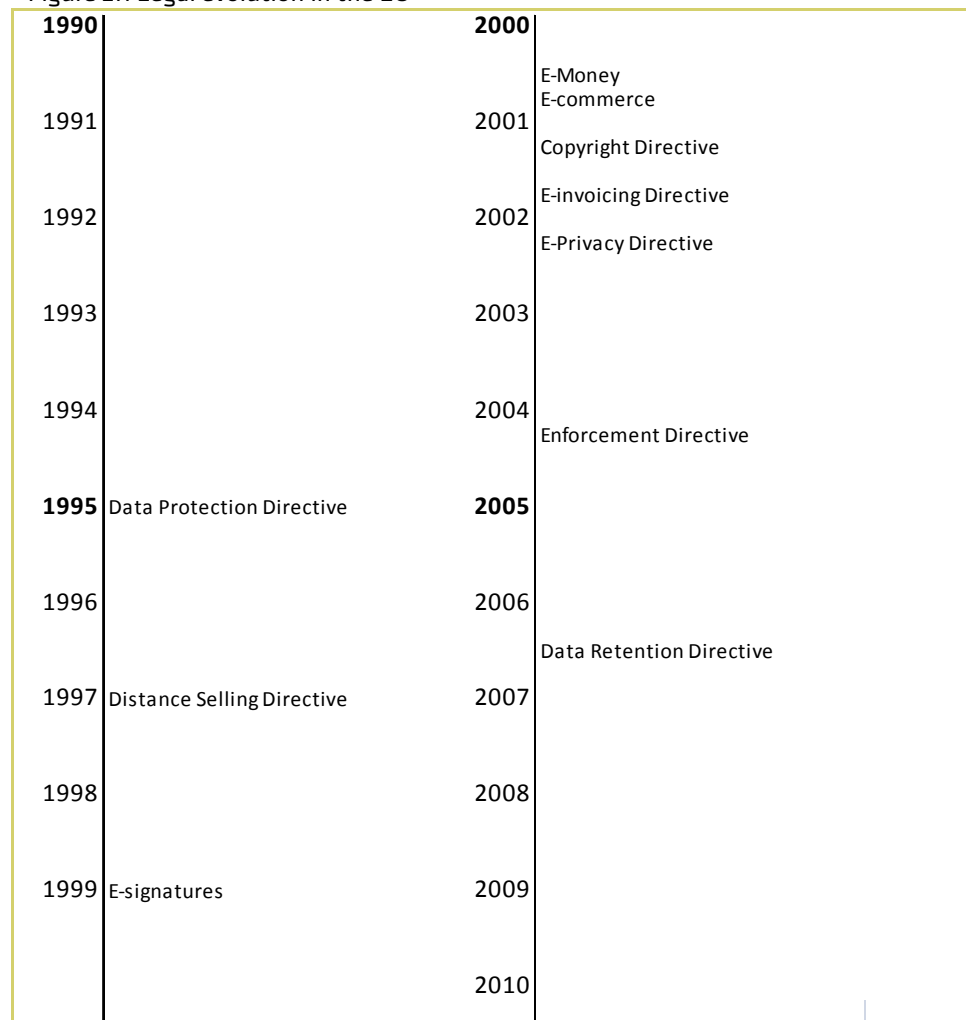 1990
1991
1992
1993
1994
1995 Data Protection Directive
1996
1997 Distance Selling Directive
1998
1999 E-signatures
2000
E-Money
E-commerce
2001
Copyright Directive
E-invoicing Directive
2002
E-Privacy Directive
2003
2004
Enforcement Directive
2005
2006
Data Retention Directive
2007
2008
2009
2010